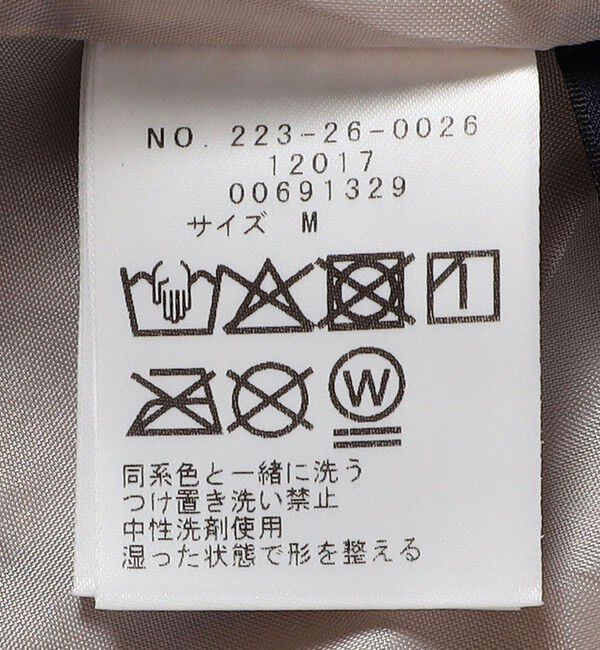 NO. 223-26-0026
12017
00691329
サイズ M
W
同系色と一緒に洗う
つけ置き洗い禁止
中性洗剤使用
湿った状態で形を整える